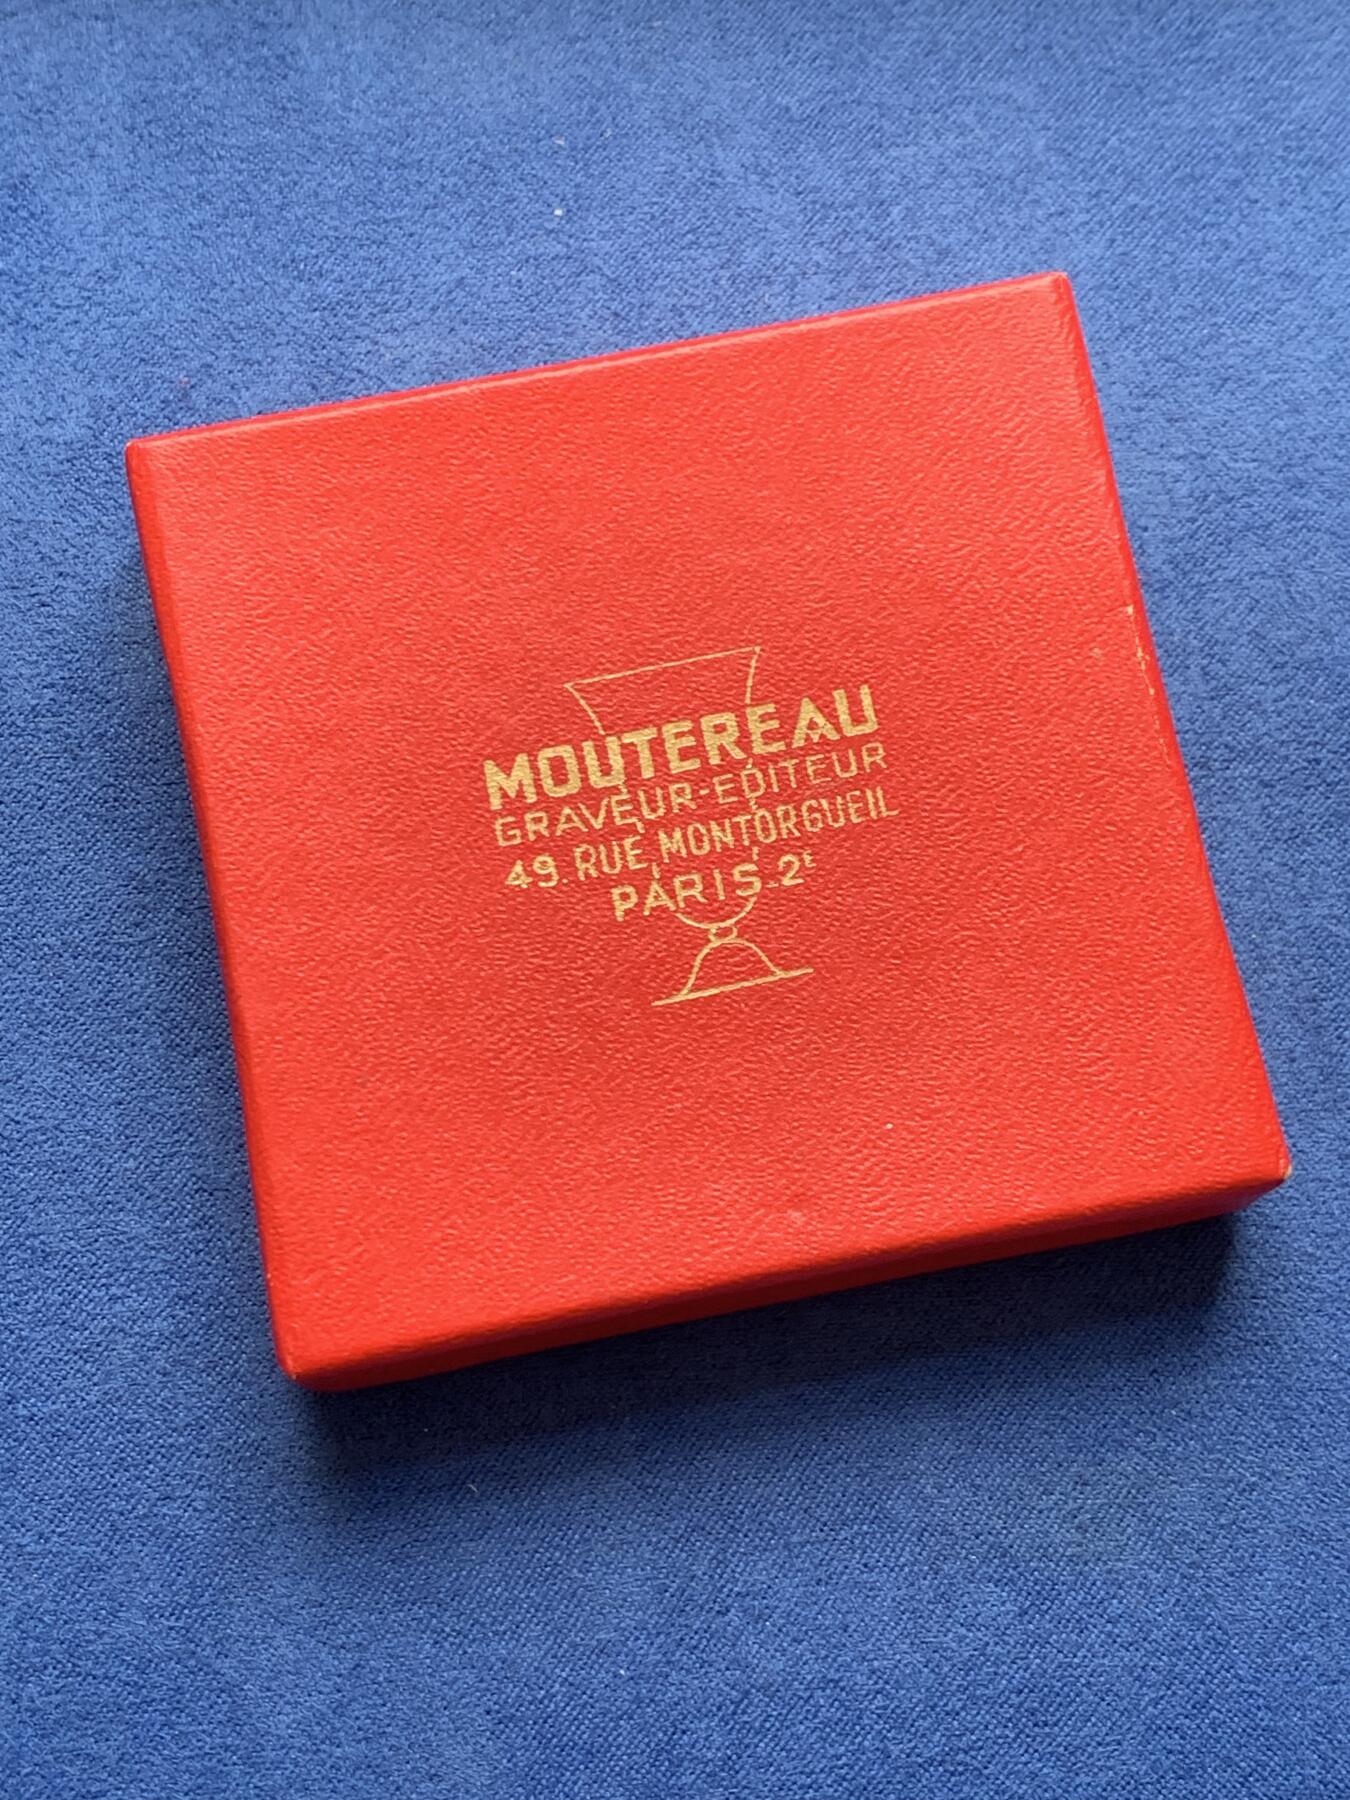 MOUTEREAU
GRAVEUR-EDITEUR
49. RUE MONTORGUEIL
PARIS-2E